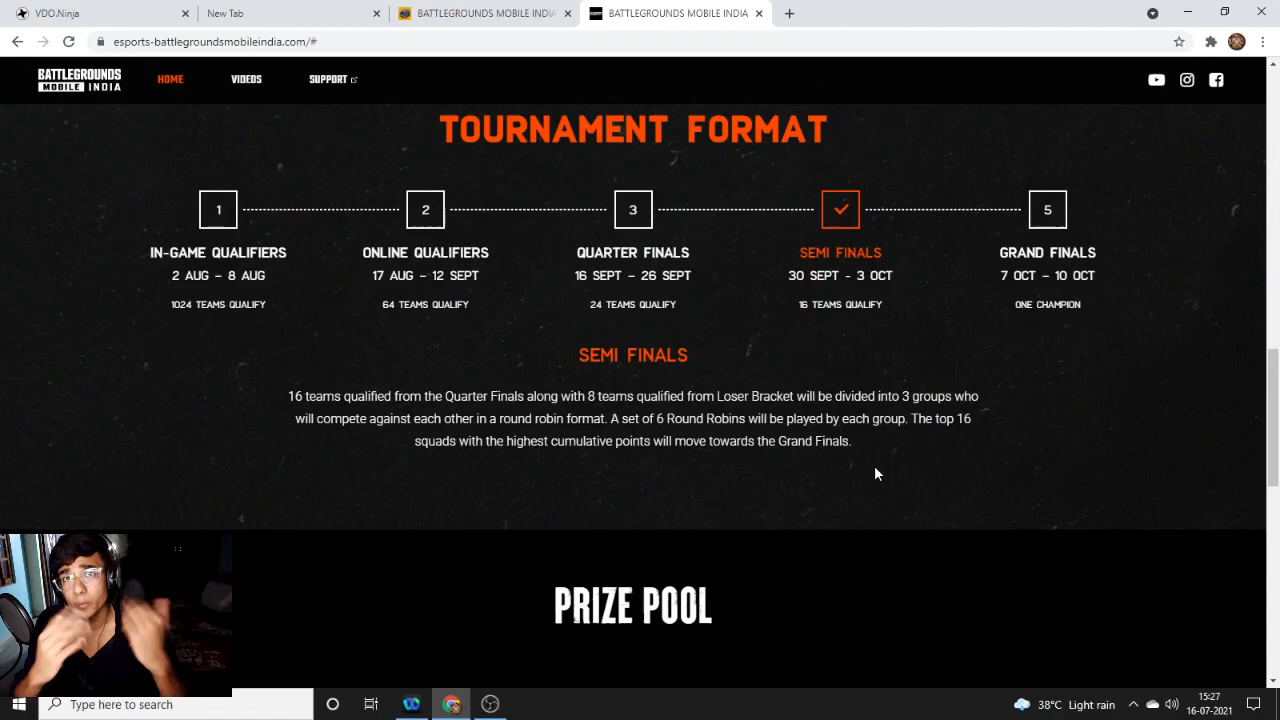 VDO.Ninja
New Tab
BATTLEGROUNDS MOBILE INDIA
BATTLEGROUNDS MOBILE INDIA
esports-battlegroundsmobileindia.com/#
BATTLEGROUNDS
MOBILE INDIA
HOME
VIDEOS
SUPPORT
TOURNAMENT FORMAT
1
2
3
5
IN-GAME QUALIFIERS
ONLINE QUALIFIERS
QUARTER FINALS
SEMI FINALS
GRAND FINALS
2 AUG – 8 AUG
17 AUG – 12 SEPT
16 SEPT – 26 SEPT
30 SEPT - 3 OCT
7 OCT – 10 OCT
1024 TEAMS QUALIFY
64 TEAMS QUALIFY
24 TEAMS QUALIFY
16 TEAMS QUALIFY
ONE CHAMPION
SEMI FINALS
16 teams qualified from the Quarter Finals along with 8 teams qualified from Loser Bracket will be divided into 3 groups who
will compete against each other in a round robin format. A set of 6 Round Robins will be played by each group. The top 16
squads with the highest cumulative points will move towards the Grand Finals.
PRIZE POOL
Type here to search
38°C Light rain
15:27
16-07-2021